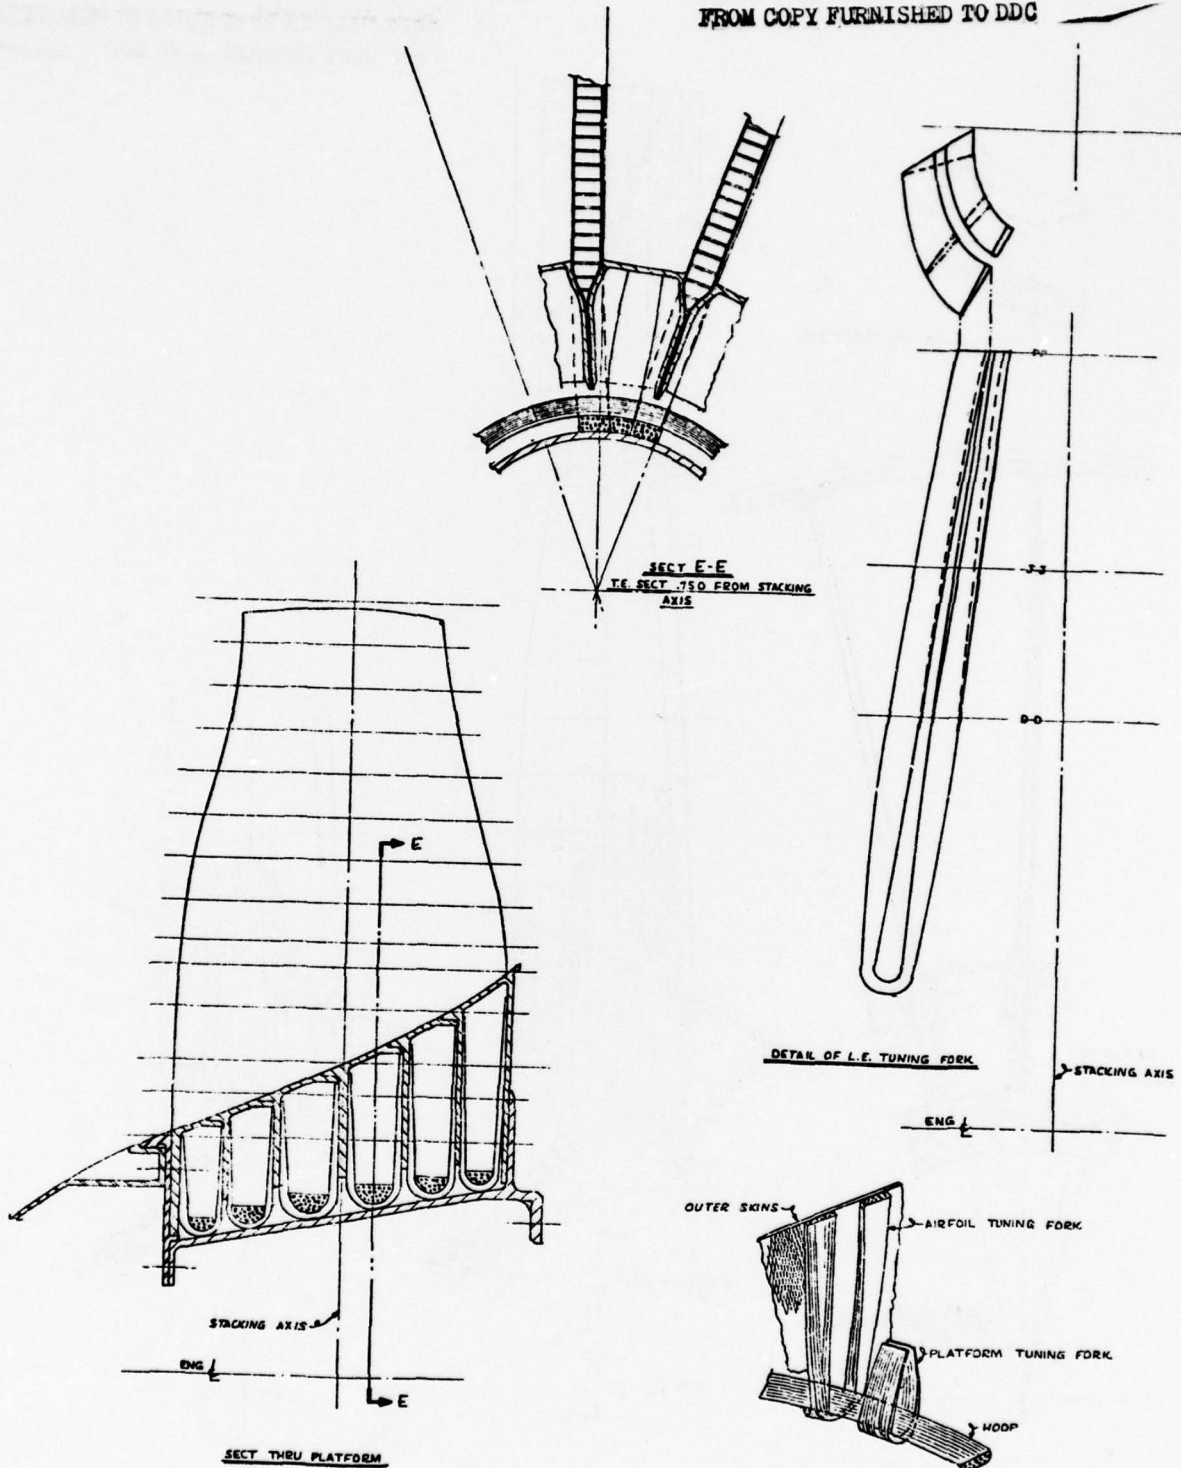 FROM COPY FURNISHED TO DDC
SECT E-E
T.E. SECT .750 FROM STACKING
AXIS
J-J
D-D
DETAIL OF L.E. TUNING FORK
STACKING AXIS
ENG ℄
E
E
STACKING AXIS
ENG ℄
SECT THRU PLATFORM
OUTER SKINS
AIRFOIL TUNING FORK
PLATFORM TUNING FORK
HOOP